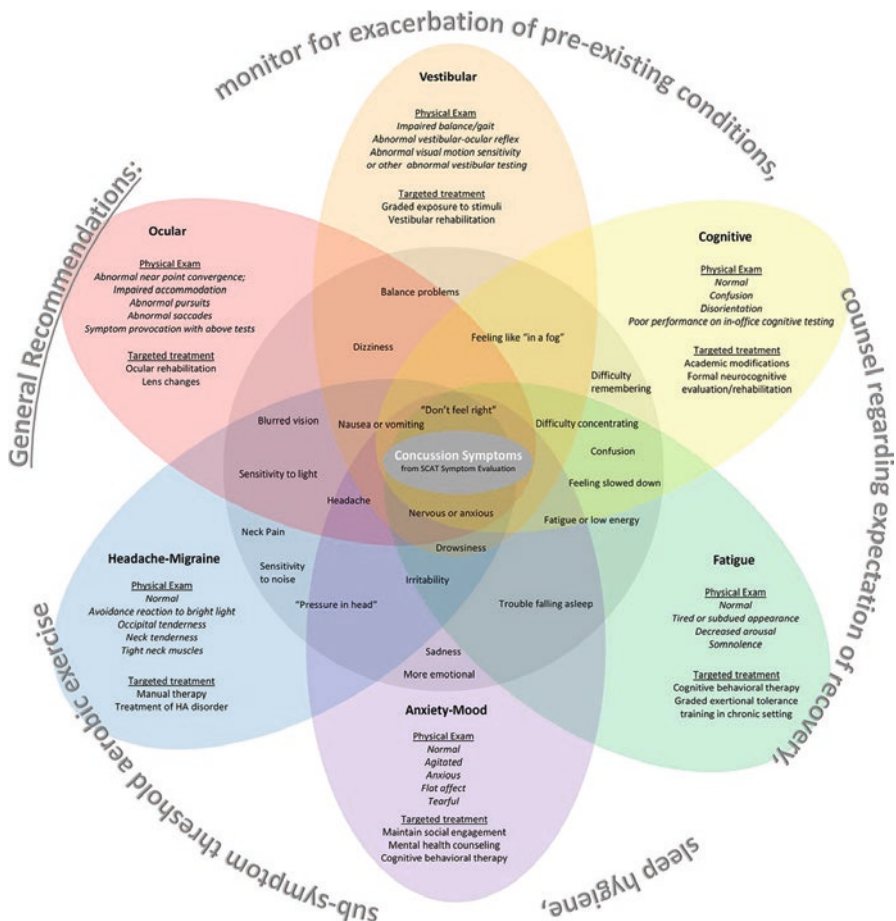 General Recommendations:
monitor for exacerbation of pre-existing conditions,
counsel regarding expectation of recovery,
sleep hygiene,
sub-symptom threshold aerobic exercise
Vestibular
Physical Exam
Impaired balance/gait
Abnormal vestibular-ocular reflex
Abnormal visual motion sensitivity
or other abnormal vestibular testing
Targeted treatment
Graded exposure to stimuli
Vestibular rehabilitation
Ocular
Physical Exam
Abnormal near point convergence;
Impaired accommodation
Abnormal pursuits
Abnormal saccades
Symptom provocation with above tests
Targeted treatment
Ocular rehabilitation
Lens changes
Cognitive
Physical Exam
Normal
Confusion
Disorientation
Poor performance on in-office cognitive testing
Targeted treatment
Academic modifications
Formal neurocognitive
evaluation/rehabilitation
Balance problems
Dizziness
Feeling like "in a fog"
Difficulty
remembering
Blurred vision
Nausea or vomiting
"Don't feel right"
Difficulty concentrating
Concussion Symptoms
from SCAT Symptom Evaluation
Confusion
Sensitivity to light
Headache
Feeling slowed down
Nervous or anxious
Fatigue or low energy
Neck Pain
Drowsiness
Sensitivity
to noise
Irritability
"Pressure in head"
Trouble falling asleep
Sadness
More emotional
Headache-Migraine
Physical Exam
Normal
Avoidance reaction to bright light
Occipital tenderness
Neck tenderness
Tight neck muscles
Targeted treatment
Manual therapy
Treatment of HA disorder
Fatigue
Physical Exam
Normal
Tired or subdued appearance
Decreased arousal
Somnolence
Targeted treatment
Cognitive behavioral therapy
Graded exertional tolerance
training in chronic setting
Anxiety-Mood
Physical Exam
Normal
Agitated
Anxious
Flat affect
Tearful
Targeted treatment
Maintain social engagement
Mental health counseling
Cognitive behavioral therapy